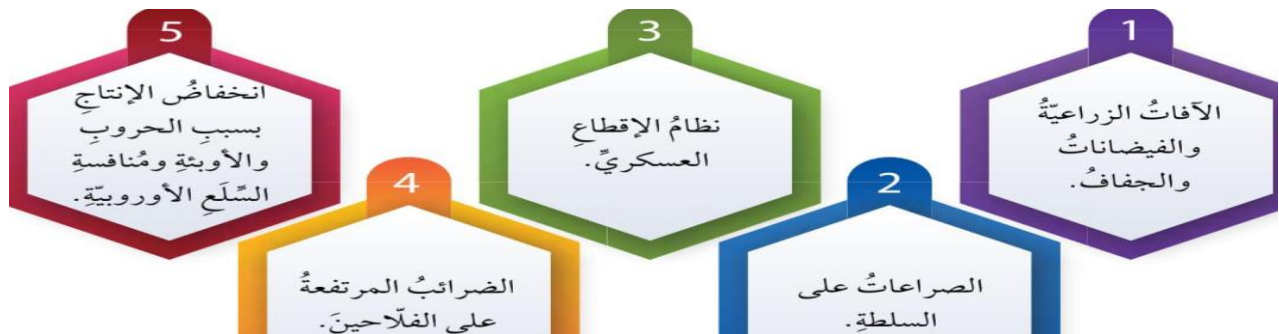 1
الآفاتُ الزراعيّةُ
والفيضاناتُ
والجفافُ.
2
الصراعاتُ على
السلطةِ.
3
نظامُ الإقطاعِ
العسكريِّ.
4
الضرائبُ المرتفعةُ
على الفلّاحينَ.
5
انخفاضُ الإنتاجِ
بسببِ الحروبِ
والأوبئةِ ومُنافسةِ
السِّلَعِ الأوروبيّةِ.